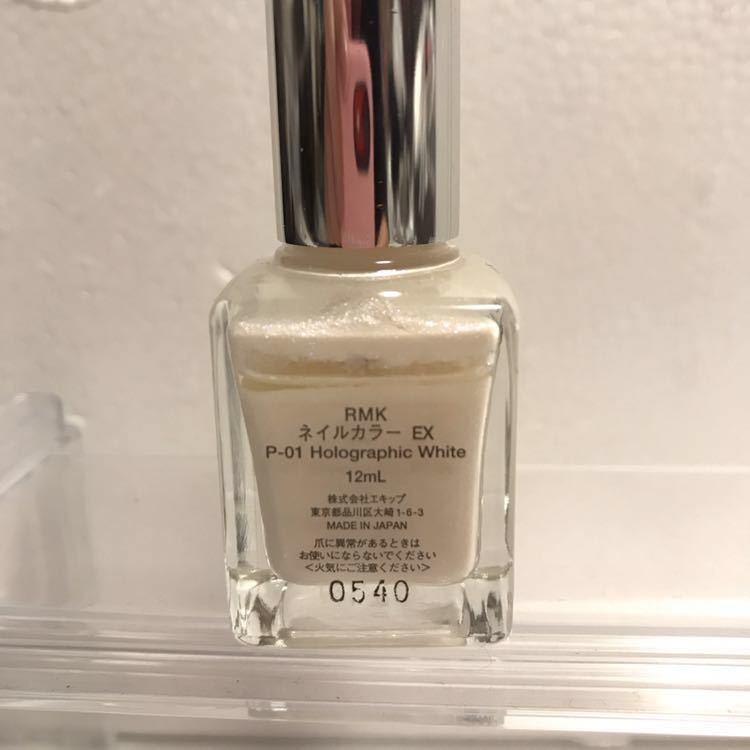 RMK
ネイルカラー EX
P-01 Holographic White
12mL
株式会社エキップ
東京都品川区大崎1-6-3
MADE IN JAPAN
爪に異常があるときは
お使いにならないでください
<火気にご注意ください>
0540